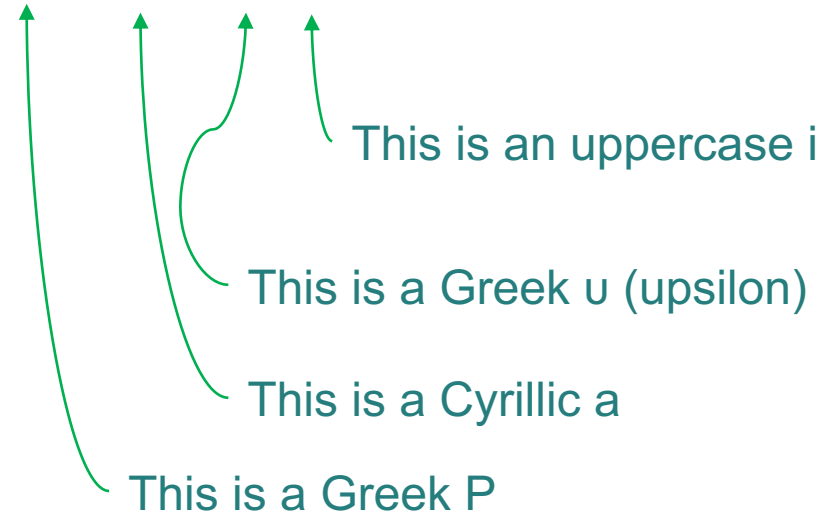 This is an uppercase i
This is a Greek υ (upsilon)
This is a Cyrillic a
This is a Greek P